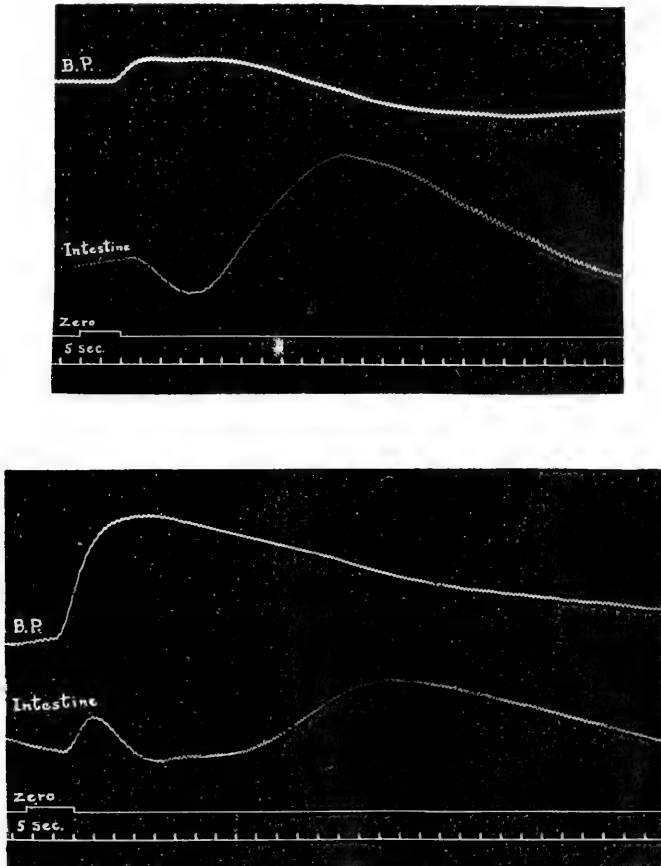 B.P.
Intestine
Zero
5 sec.
B.P.
Intestine
Zero
5 Sec.